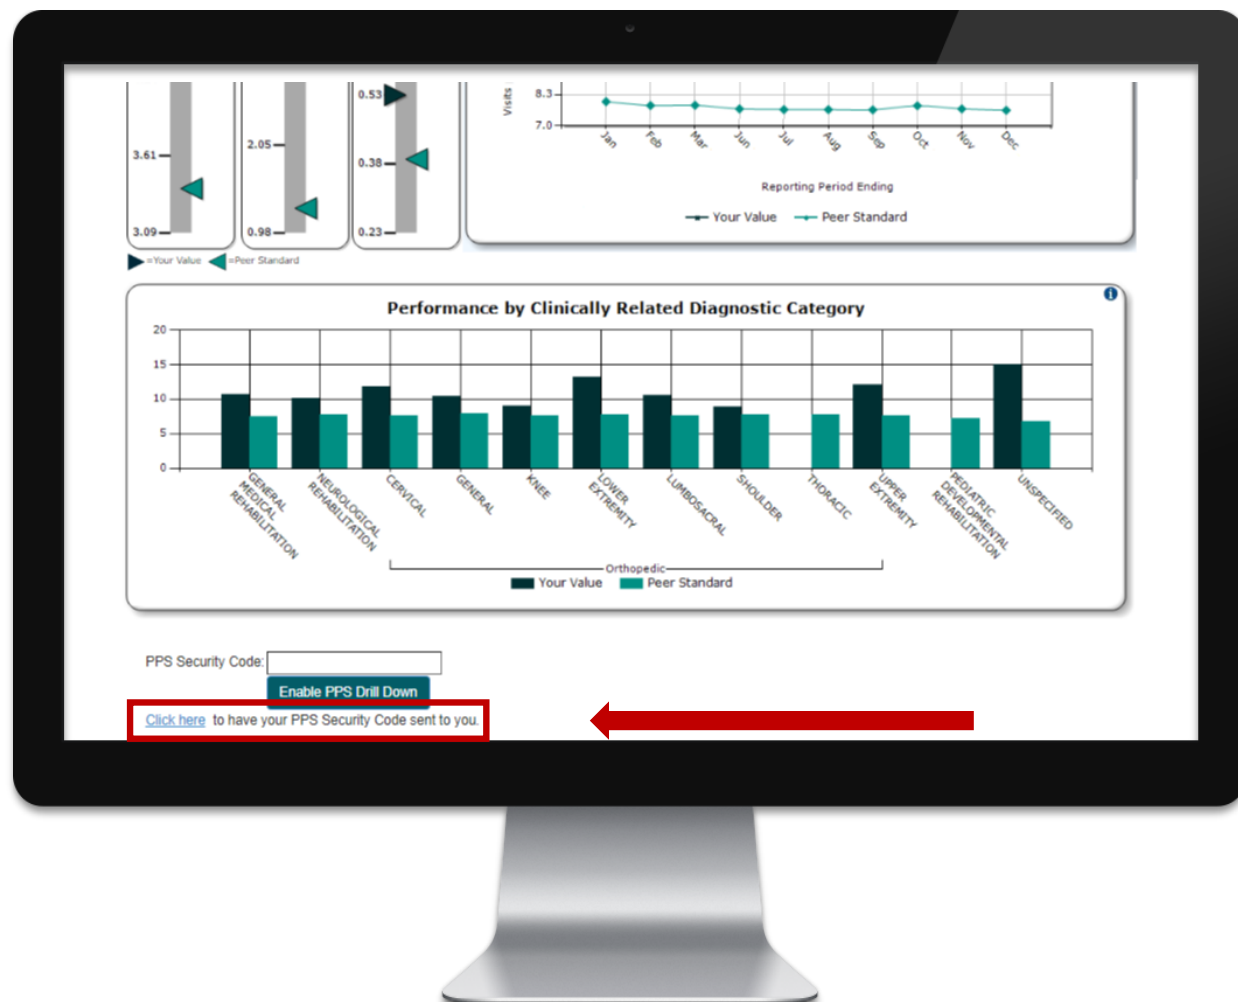 0.53
8.3
Visits
7.0
2.05
3.61
0.38
Jan
Feb
Mar
Jun
Jul
Aug
Sep
Oct
Nov
Dec
Reporting Period Ending
Your Value
Peer Standard
3.09
0.98
0.23
=Your Value
=Peer Standard
Performance by Clinically Related Diagnostic Category
i
20
15
10
5
0
GENERAL
MEDICAL
REHABILITATION
NEUROLOGICAL
REHABILITATION
CERVICAL
GENERAL
KNEE
LOWER
EXTREMITY
LUMBOSACRAL
SHOULDER
THORACIC
UPPER
EXTREMITY
PEDIATRIC
DEVELOPMENTAL
REHABILITATION
UNSPECIFIED
Orthopedic
Your Value
Peer Standard
PPS Security Code:
Enable PPS Drill Down
Click here to have your PPS Security Code sent to you.